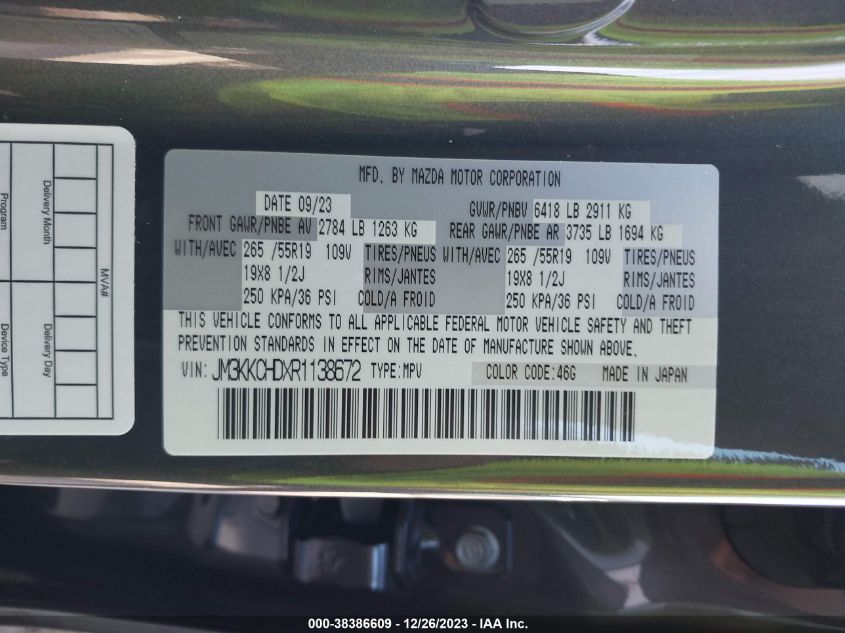 MFD. BY MAZDA MOTOR CORPORATION
DATE 09/23 GVWR/PNBV 6418 LB 2911 KG
FRONT GAWR/PNBE AV 2784 LB 1263 KG REAR GAWR/PNBE AR 3735 LB 1694 KG
WITH/AVEC 265 /55R19 109V TIRES/PNEUS WITH/AVEC 265 /55R19 109V TIRES/PNEUS
19X8 1/2J RIMS/JANTES 19X8 1/2J RIMS/JANTES
250 KPA/36 PSI COLD/A FROID 250 KPA/36 PSI COLD/A FROID
THIS VEHICLE CONFORMS TO ALL APPLICABLE FEDERAL MOTOR VEHICLE SAFETY AND THEFT
PREVENTION STANDARDS IN EFFECT ON THE DATE OF MANUFACTURE SHOWN ABOVE.
VIN: JM3KKCHDXR1138672 TYPE:MPV COLOR CODE:46G MADE IN JAPAN
MVA#
Delivery Month
Delivery Day
Program
Device Type
000-38386609 - 12/26/2023 - IAA Inc.